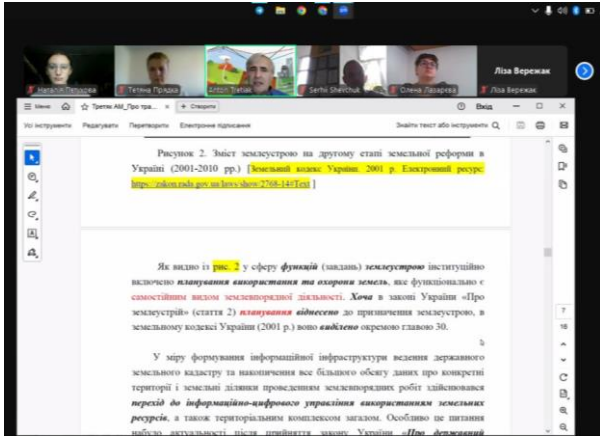 Наталія Петухова
Тетяна Прядка
Anton Tretiak
Serhii Sherchuk
Олена Лазарєва
Ліза Вережак
Ліза Вережак
Меню
Третяк АМ_Про тра...
+ Створити
Вхід
Усі інструменти Редагувати Перетворити Електронне підписання
Знайти текст або інструменти
Рисунок 2. Зміст землеустрою на другому етапі земельної реформи в
Україні (2001-2010 рр.) [Земельний кодекс України. 2001 р. Електронний ресурс:
https://zakon.rada.gov.ua/laws/show/2768-14#Text ]
Як видно із рис. 2 у сферу функцій (завдань) землеустрою інституційно
включено планування використання та охорони земель, яке функціонально є
самостійним видом землевпорядної діяльності. Хоча в законі України «Про
землеустрій» (стаття 2) планування віднесено до призначення землеустрою, в
земельному кодексі України (2001 р.) воно виділено окремою главою 30.
У міру формування інформаційної інфраструктури ведення державного
земельного кадастру та накопичення все більшого обсягу даних про конкретні
території і земельні ділянки проведенням землевпорядних робіт здійснювався
перехід до інформаційно-цифрового управління використанням земельних
ресурсів, а також територіальним комплексом загалом. Особливо це питання
набуло актуальності після прийняття закону України «Про державний
7
16